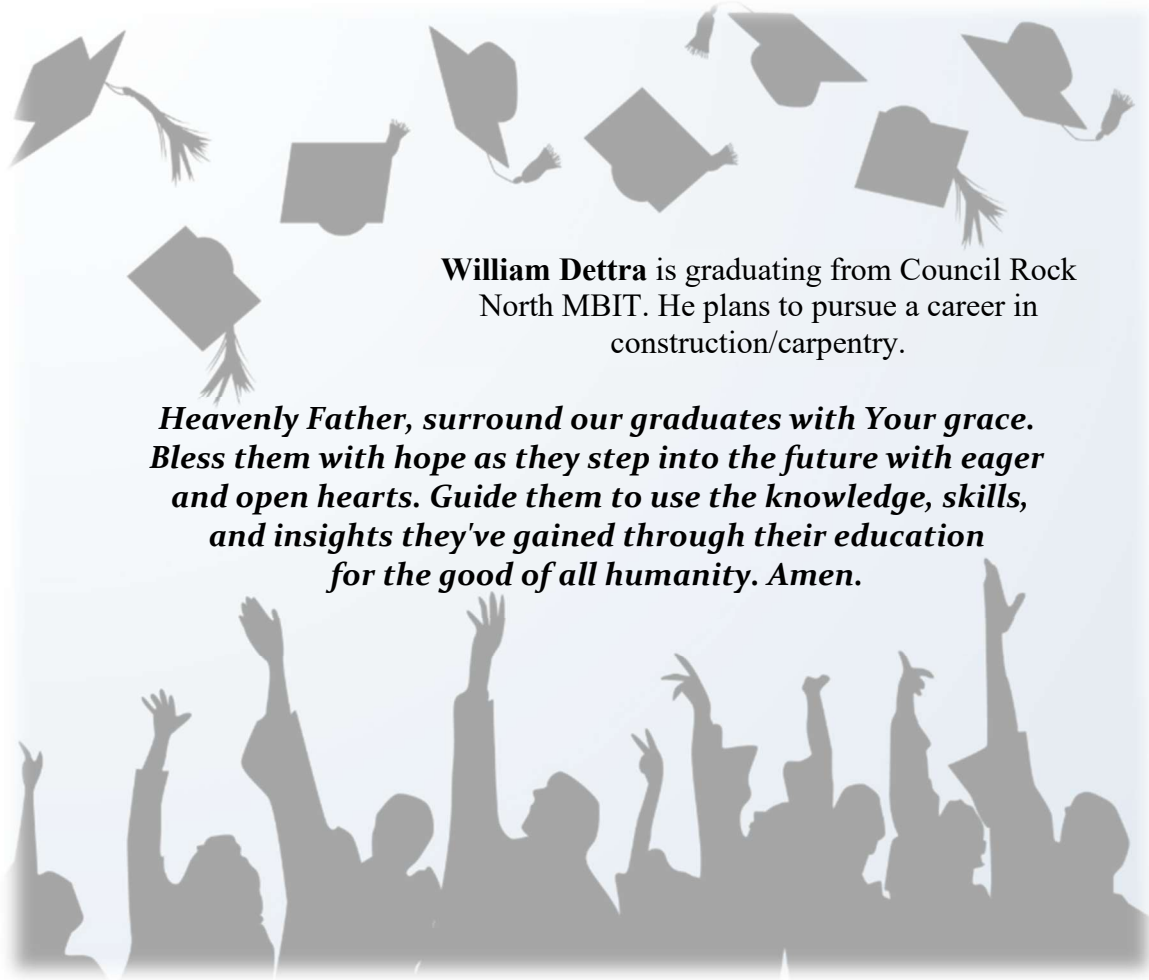 William Dettra is graduating from Council Rock
North MBIT. He plans to pursue a career in
construction/carpentry.
Heavenly Father, surround our graduates with Your grace.
Bless them with hope as they step into the future with eager
and open hearts. Guide them to use the knowledge, skills,
and insights they've gained through their education
for the good of all humanity. Amen.